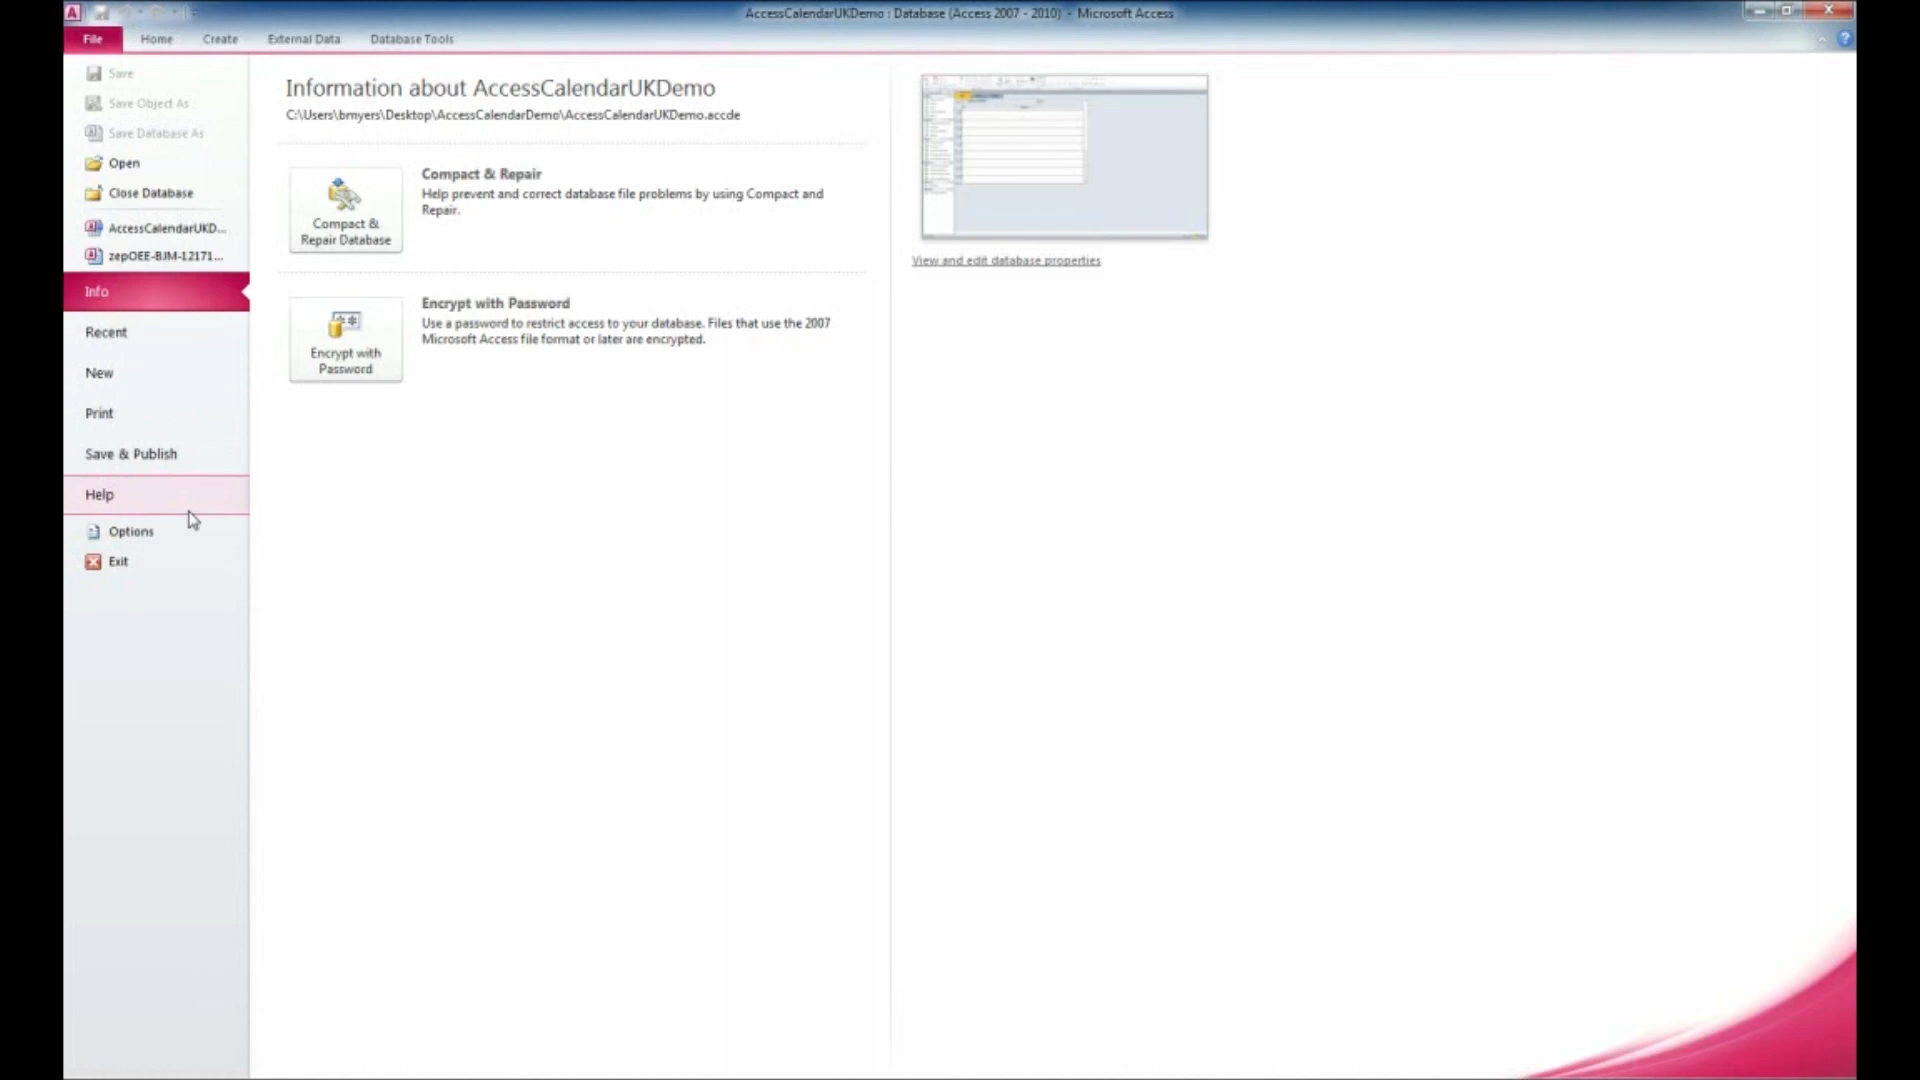 AccessCalendarUKDemo : Database (Access 2007 - 2010) - Microsoft Access
File Home Create External Data Database Tools
Save
Save Object As
Save Database As
Open
Close Database
AccessCalendarUKD...
zepOEE-BJM-12171...
Info
Recent
New
Print
Save & Publish
Help
Options
Exit
Information about AccessCalendarUKDemo
C:\Users\bmyers\Desktop\AccessCalendarDemo\AccessCalendarUKDemo.accde
Compact &
Repair Database
Compact & Repair
Help prevent and correct database file problems by using Compact and
Repair.
Encrypt with
Password
Encrypt with Password
Use a password to restrict access to your database. Files that use the 2007
Microsoft Access file format or later are encrypted.
View and edit database properties